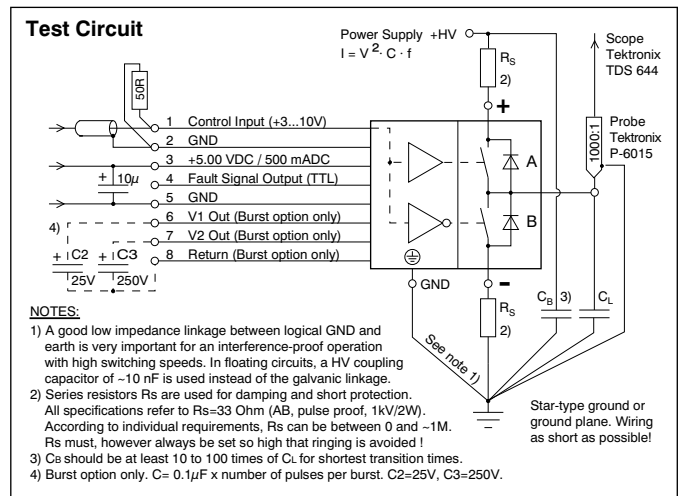 Test Circuit
Power Supply +HV
I = V 2· C · f
Scope
Tektronix
TDS 644
Probe
Tektronix
P-6015
1000:1
50R
RS
2)
+
1 Control Input (+3...10V)
2 GND
3 +5.00 VDC / 500 mADC
4 Fault Signal Output (TTL)
5 GND
6 V1 Out (Burst option only)
7 V2 Out (Burst option only)
8 Return (Burst option only)
+ 10µ
4)
+ C2
25V
+ C3
250V
A
B
GND
–
RS
2)
CB 3)
CL
See note 1)
Star-type ground or
ground plane. Wiring
as short as possible!
NOTES:
1) A good low impedance linkage between logical GND and
earth is very important for an interference-proof operation
with high switching speeds. In floating circuits, a HV coupling
capacitor of ~10 nF is used instead of the galvanic linkage.
2) Series resistors Rs are used for damping and short protection.
All specifications refer to Rs=33 Ohm (AB, pulse proof, 1kV/2W).
According to individual requirements, Rs can be between 0 and ~1M.
Rs must, however always be set so high that ringing is avoided !
3) CB should be at least 10 to 100 times of CL for shortest transition times.
4) Burst option only. C= 0.1µF x number of pulses per burst. C2=25V, C3=250V.